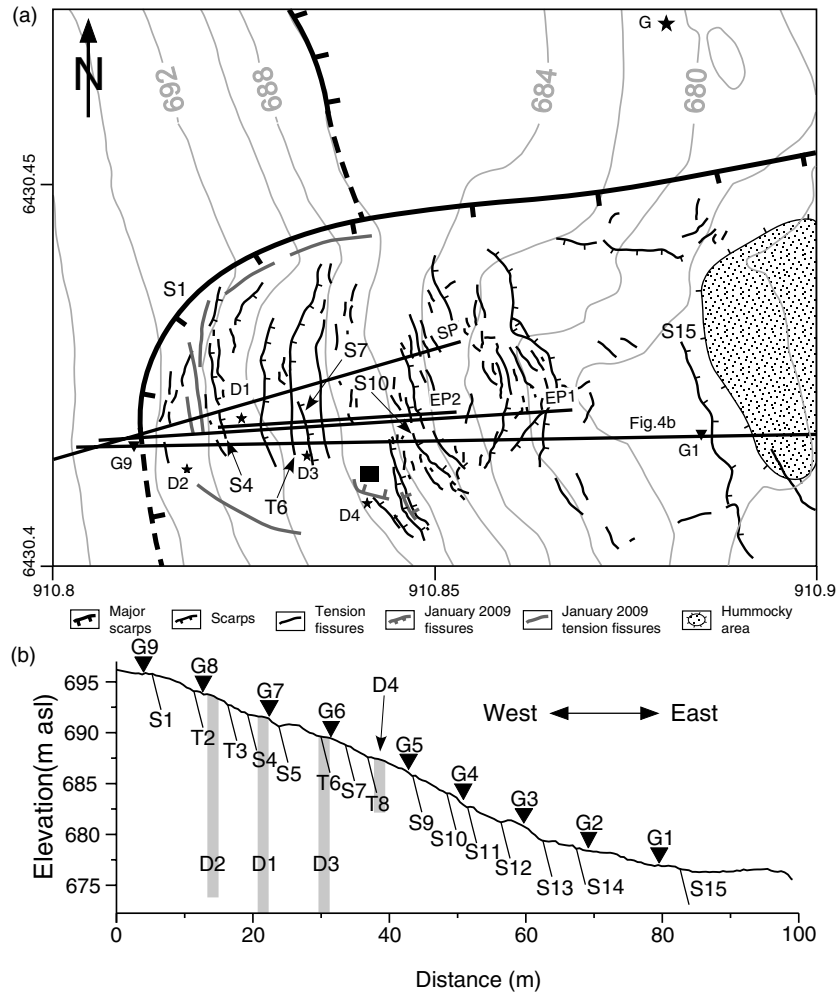 (a)
N
692
688
684
680
G
6430.45
S1
SP
S7
S10
S15
D1
EP2
EP1
Fig.4b
G9
D2
S4
T6
D3
D4
G1
6430.4
910.8
910.85
910.9
Major
scarps
Scarps
Tension
fissures
January 2009
fissures
January 2009
tension fissures
Hummocky
area
(b)
G9
G8
G7
G6
D4
G5
G4
G3
G2
G1
West
East
Elevation(m asl)
695
690
685
680
675
S1
T2
T3
S4
S5
T6
S7
T8
S9
S10
S11
S12
S13
S14
S15
D2
D1
D3
0
20
40
60
80
100
Distance (m)